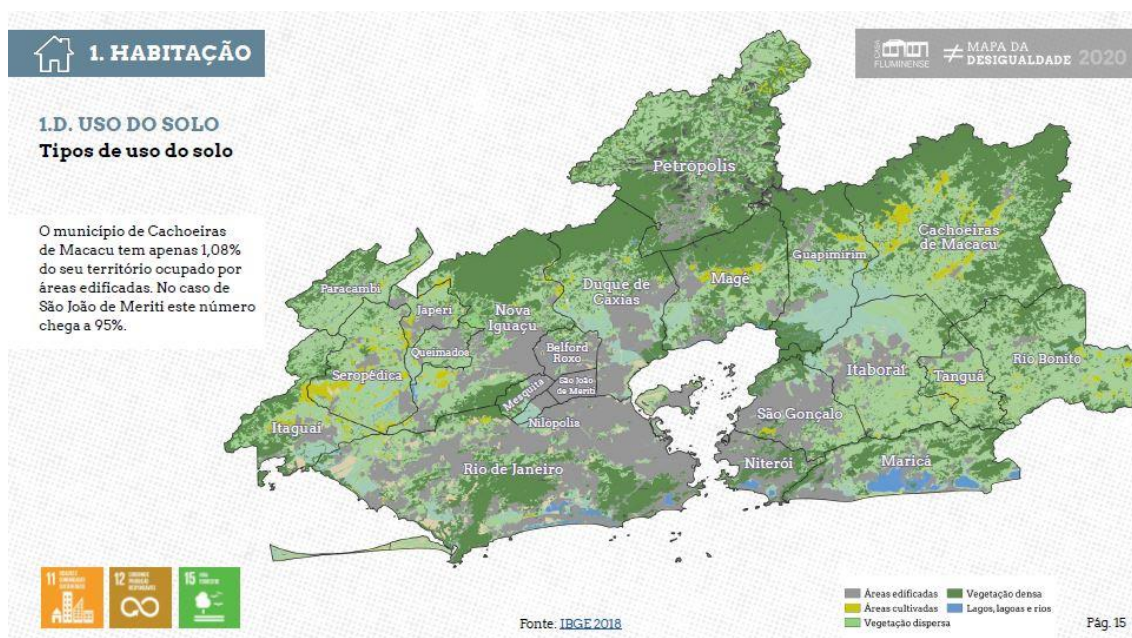 1. HABITAÇÃO
CASA
FLUMINENSE
MAPA DA
DESIGUALDADE 2020
1.D. USO DO SOLO
Tipos de uso do solo
O município de Cachoeiras
de Macacu tem apenas 1,08%
do seu território ocupado por
áreas edificadas. No caso de
São João de Meriti este número
chega a 95%.
Petrópolis
Cachoeiras
de Macacu
Guapimirim
Magé
Duque de
Caxias
Paracambi
Japeri
Nova
Iguaçu
Queimados
Belford
Roxo
Seropédica
Mesquita
São João
de Meriti
Nilópolis
Itaguaí
Rio de Janeiro
Itaboraí
Tanguá
Rio Bonito
São Gonçalo
Niterói
Maricá
11
12
15
Áreas edificadas
Áreas cultivadas
Vegetação dispersa
Vegetação densa
Lagos, lagoas e rios
Fonte: IBGE 2018
Pág. 15